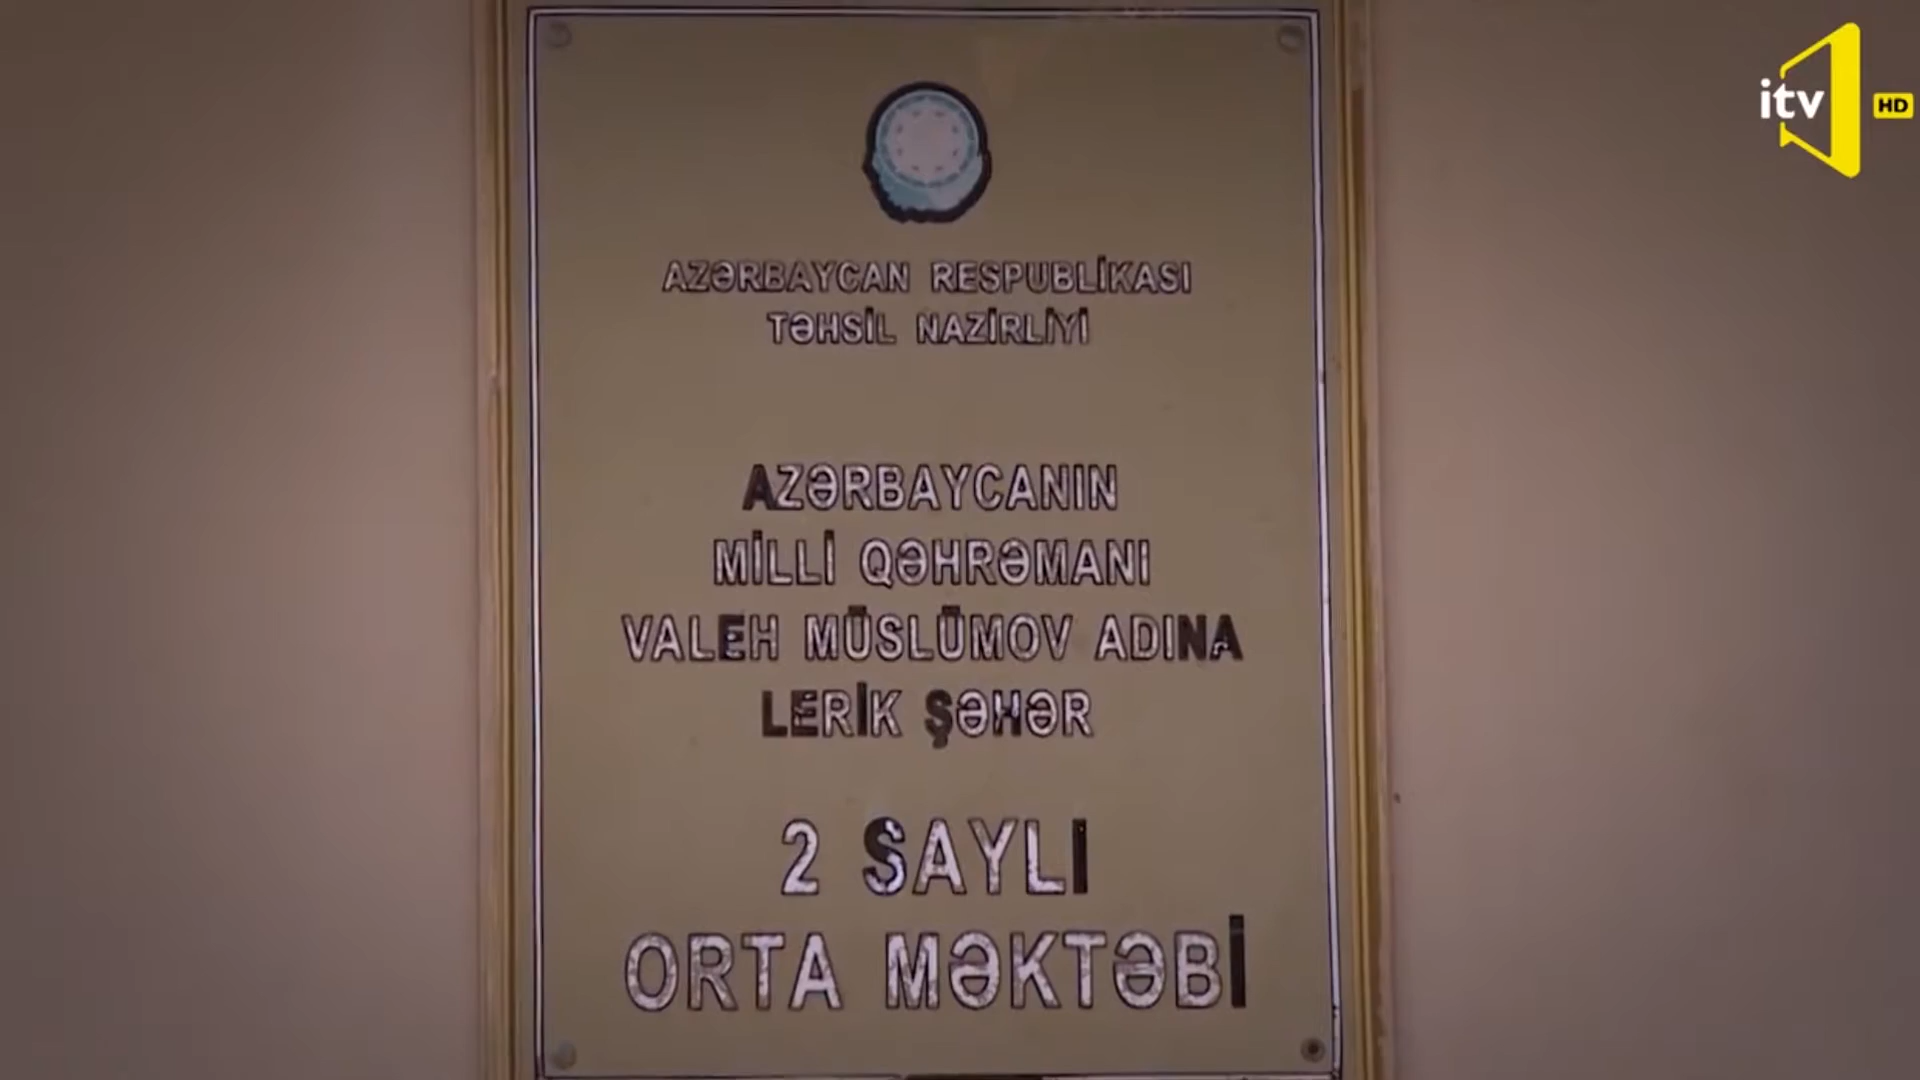 itv
HD
AZƏRBAYCAN RESPUBLİKASI
TƏHSİL NAZİRLİYİ
AZƏRBAYCANIN
MİLLİ QƏHRƏMANI
VALEH MÜSLÜMOV ADINA
LERİK ŞƏHƏR
2 SAYLI
ORTA MƏKTƏBİ